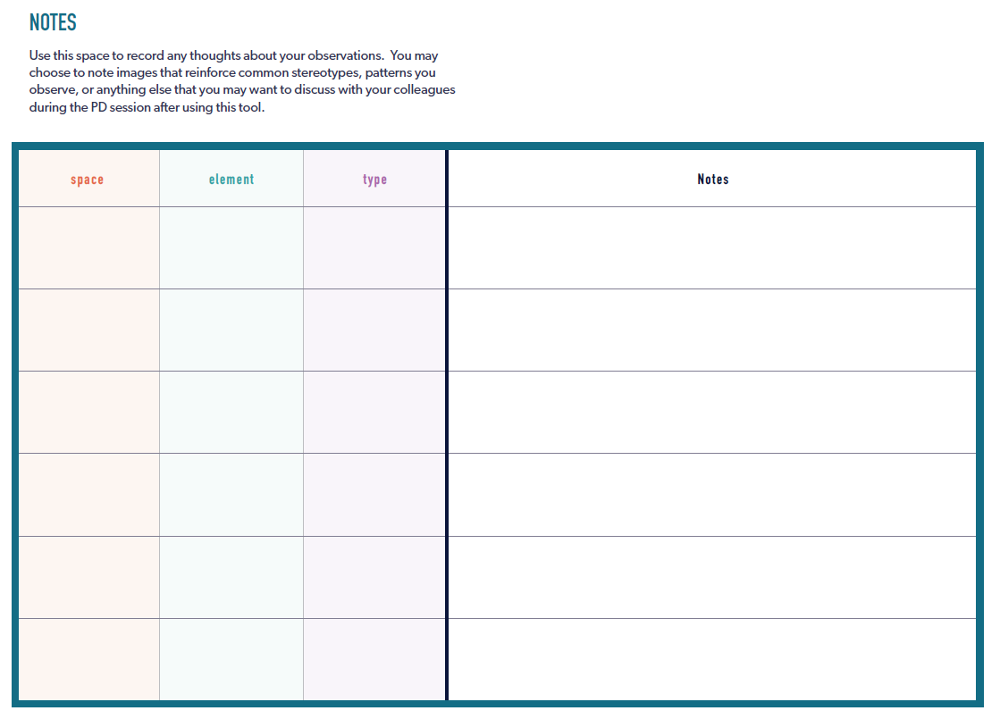 NOTES
Use this space to record any thoughts about your observations.  You may
choose to note images that reinforce common stereotypes, patterns you
observe, or anything else that you may want to discuss with your colleagues
during the PD session after using this tool.
space element type Notes